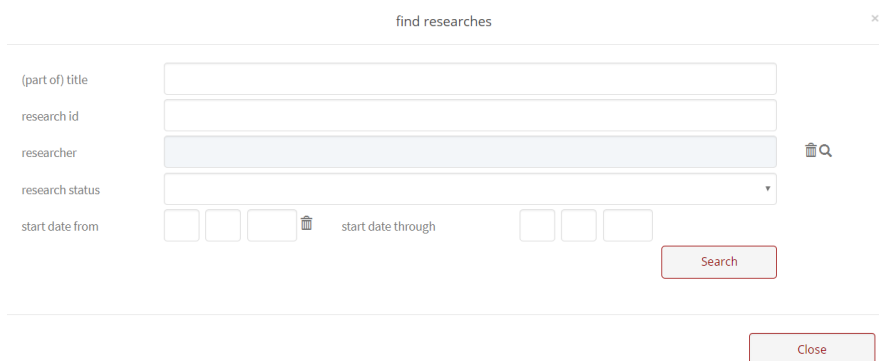 find researches ×
(part of) title
research id
researcher
research status
start date from start date through
Search
Close